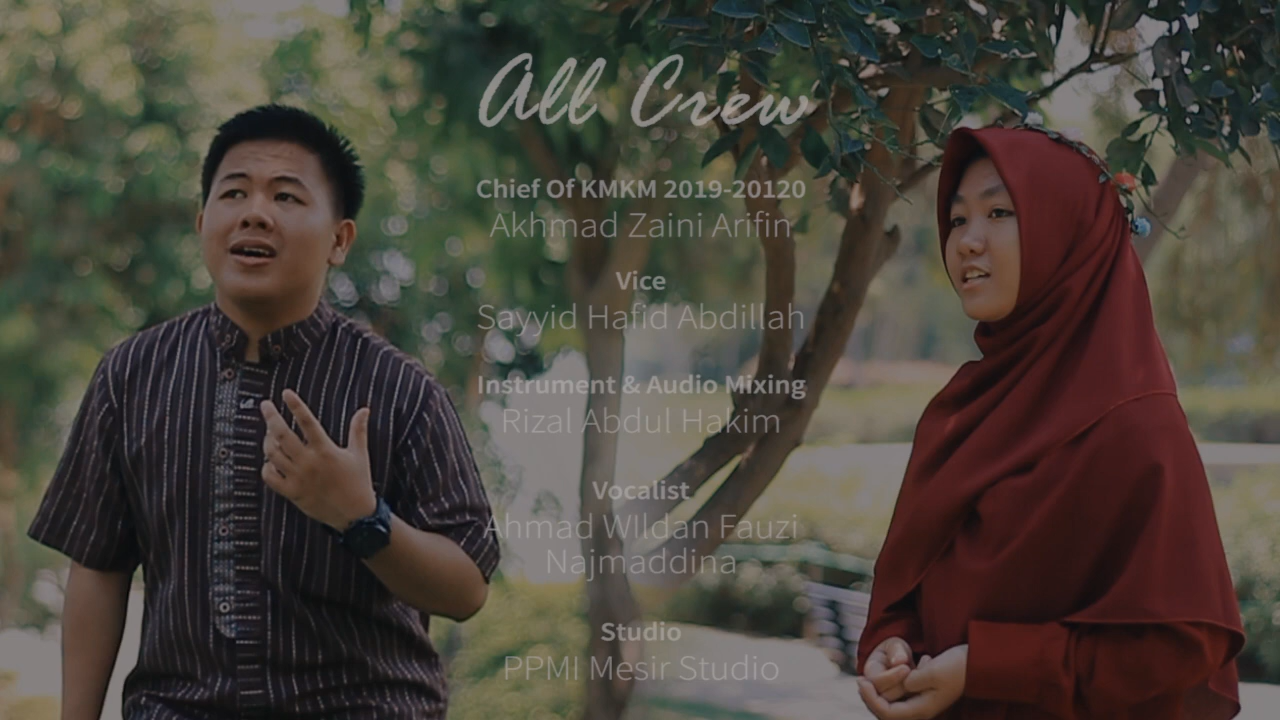 All Crew
Chief Of KMKM 2019-20120
Akhmad Zaini Arifin
Vice
Sayyid Hafid Abdillah
Instrument & Audio Mixing
Rizal Abdul Hakim
Vocalist
Ahmad WIldan Fauzi
Najmaddina
Studio
PPMI Mesir Studio